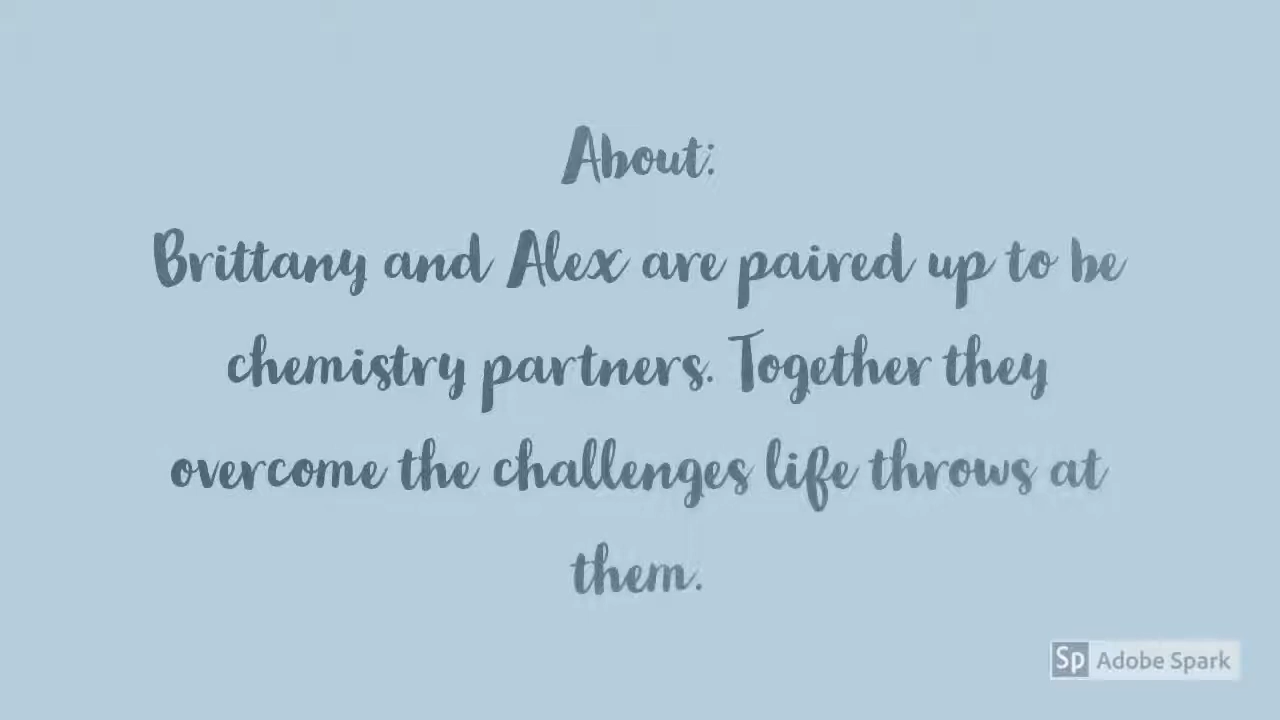 About:
Brittany and Alex are paired up to be
chemistry partners. Together they
overcome the challenges life throws at
them.
Sp Adobe Spark